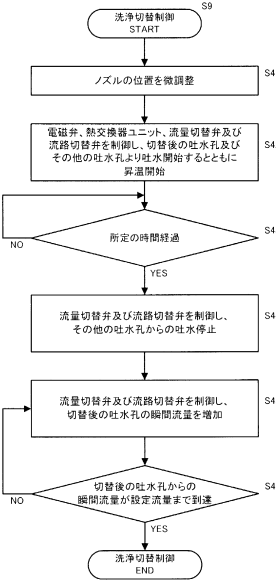 洗浄切替制御
START
S9
ノズルの位置を微調整
S4
電磁弁、熱交換器ユニット、流量切替弁及び
流路切替弁を制御し、切替後の吐水孔及び
その他の吐水孔より吐水開始するとともに
昇温開始
S4
所定の時間経過
S4
NO
YES
流量切替弁及び流路切替弁を制御し、
その他の吐水孔からの吐水停止
S4
流量切替弁及び流路切替弁を制御し、
切替後の吐水孔の瞬間流量を増加
S4
切替後の吐水孔からの
瞬間流量が設定流量まで到達
S4
NO
YES
洗浄切替制御
END